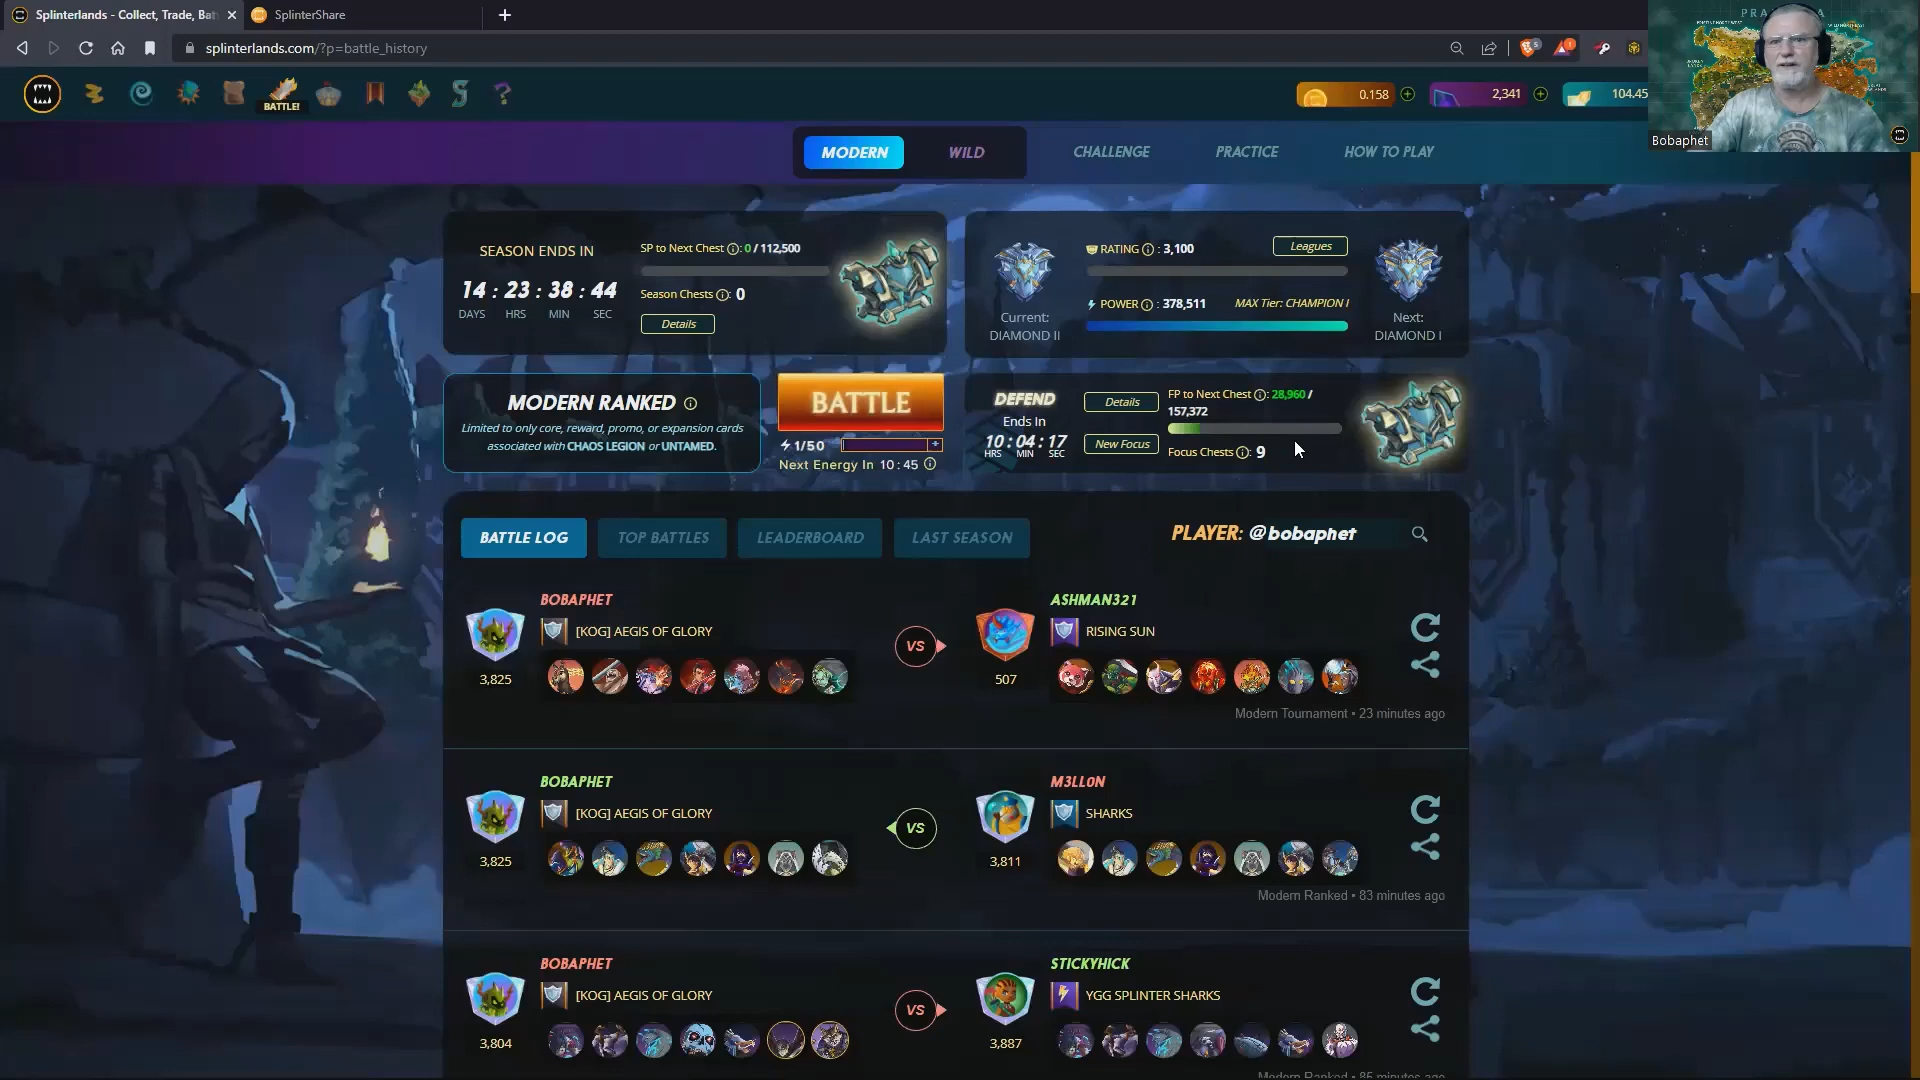 Splinterlands - Collect, Trade, Bat
SplinterShare
splinterlands.com/?p=battle_history
BATTLE!
0.158
2,341
104.45
Bobaphet
MODERN
WILD
CHALLENGE
PRACTICE
HOW TO PLAY
SEASON ENDS IN
14 : 23 : 38 : 44
DAYS HRS MIN SEC
SP to Next Chest : 0 / 112,500
Season Chests : 0
Details
Current:
DIAMOND II
RATING : 3,100
Leagues
POWER : 378,511
MAX Tier: CHAMPION I
Next:
DIAMOND I
MODERN RANKED
Limited to only core, reward, promo, or expansion cards
associated with CHAOS LEGION or UNTAMED.
BATTLE
1/50
Next Energy In 10:45
DEFEND
Ends In
10:04:17
HRS MIN SEC
Details
New Focus
FP to Next Chest : 28,960 /
157,372
Focus Chests : 9
BATTLE LOG
TOP BATTLES
LEADERBOARD
LAST SEASON
PLAYER: @bobaphet
BOBAPHET
[KOG] AEGIS OF GLORY
3,825
VS
ASHMAN321
RISING SUN
507
Modern Tournament • 23 minutes ago
BOBAPHET
[KOG] AEGIS OF GLORY
3,825
VS
M3LL0N
SHARKS
3,811
Modern Ranked • 83 minutes ago
BOBAPHET
[KOG] AEGIS OF GLORY
3,804
VS
STICKYHICK
YGG SPLINTER SHARKS
3,887
Modern Ranked • 85 minutes ago